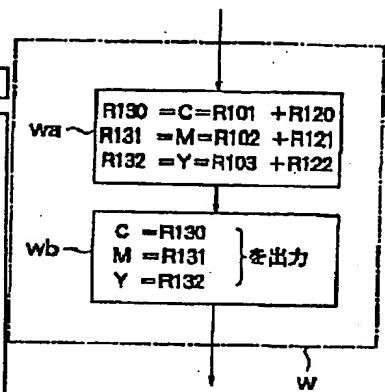 wa
R130 =C=R101 +R120
R131 =M=R102 +R121
R132 =Y=R103 +R122
wb
C =R130
M =R131
Y =R132
を出力
w